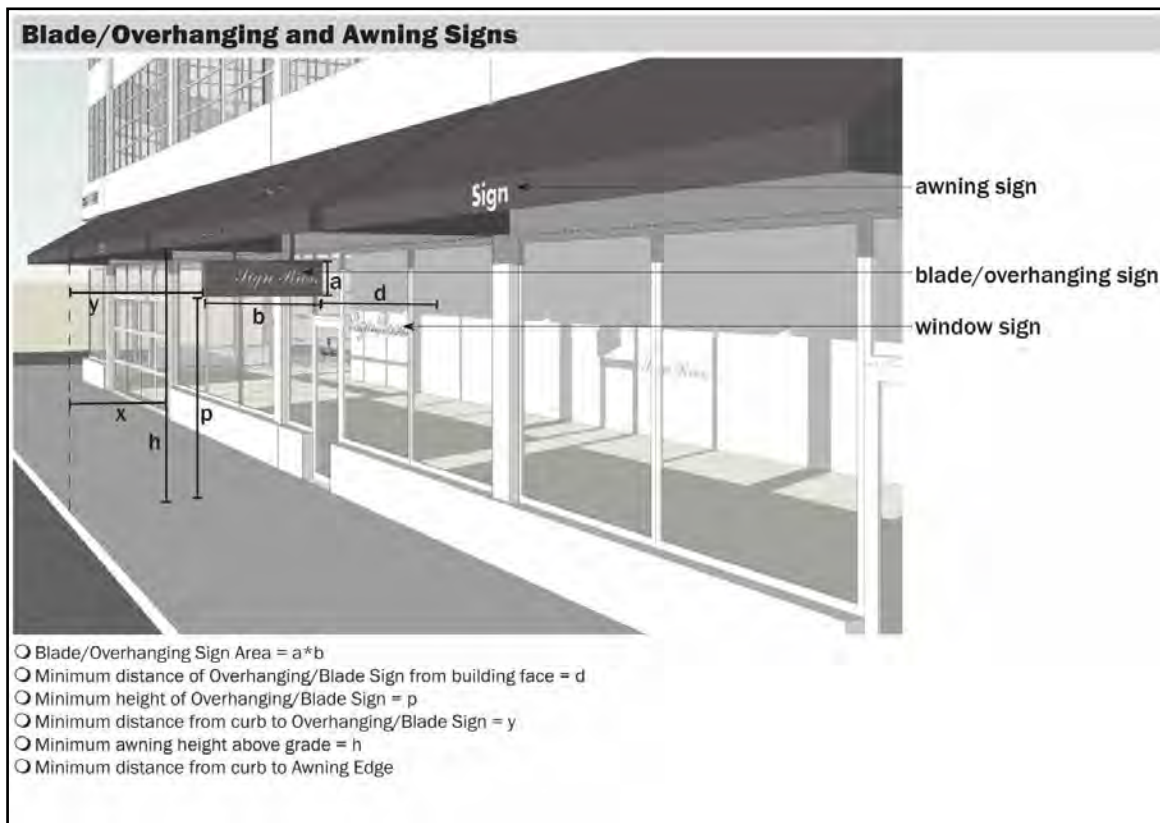 Blade/Overhanging and Awning Signs
Sign
awning sign
Sign
blade/overhanging sign
a
y
b
d
window sign
x
p
h
Blade/Overhanging Sign Area = a*b
Minimum distance of Overhanging/Blade Sign from building face = d
Minimum height of Overhanging/Blade Sign = p
Minimum distance from curb to Overhanging/Blade Sign = y
Minimum awning height above grade = h
Minimum distance from curb to Awning Edge